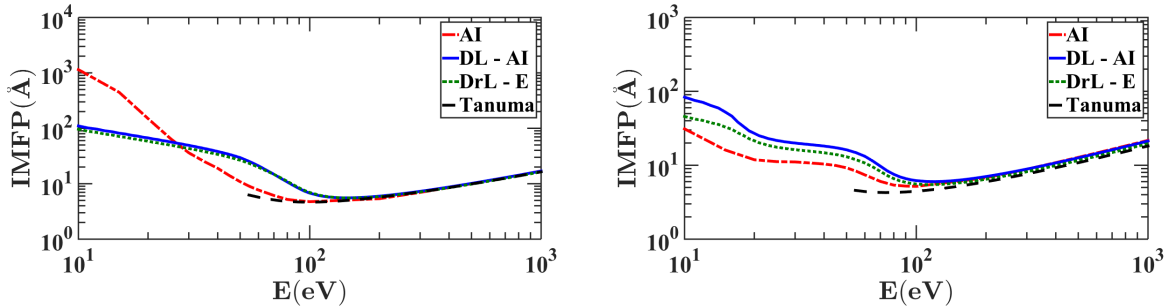 10^4
10^3
10^2
10^1
10^0
IMFP(Å)
AI
DL - AI
DrL - E
Tanuma
10^1
10^2
10^3
E(eV)
10^3
10^2
10^1
10^0
IMFP(Å)
AI
DL - AI
DrL - E
Tanuma
10^1
10^2
10^3
E(eV)